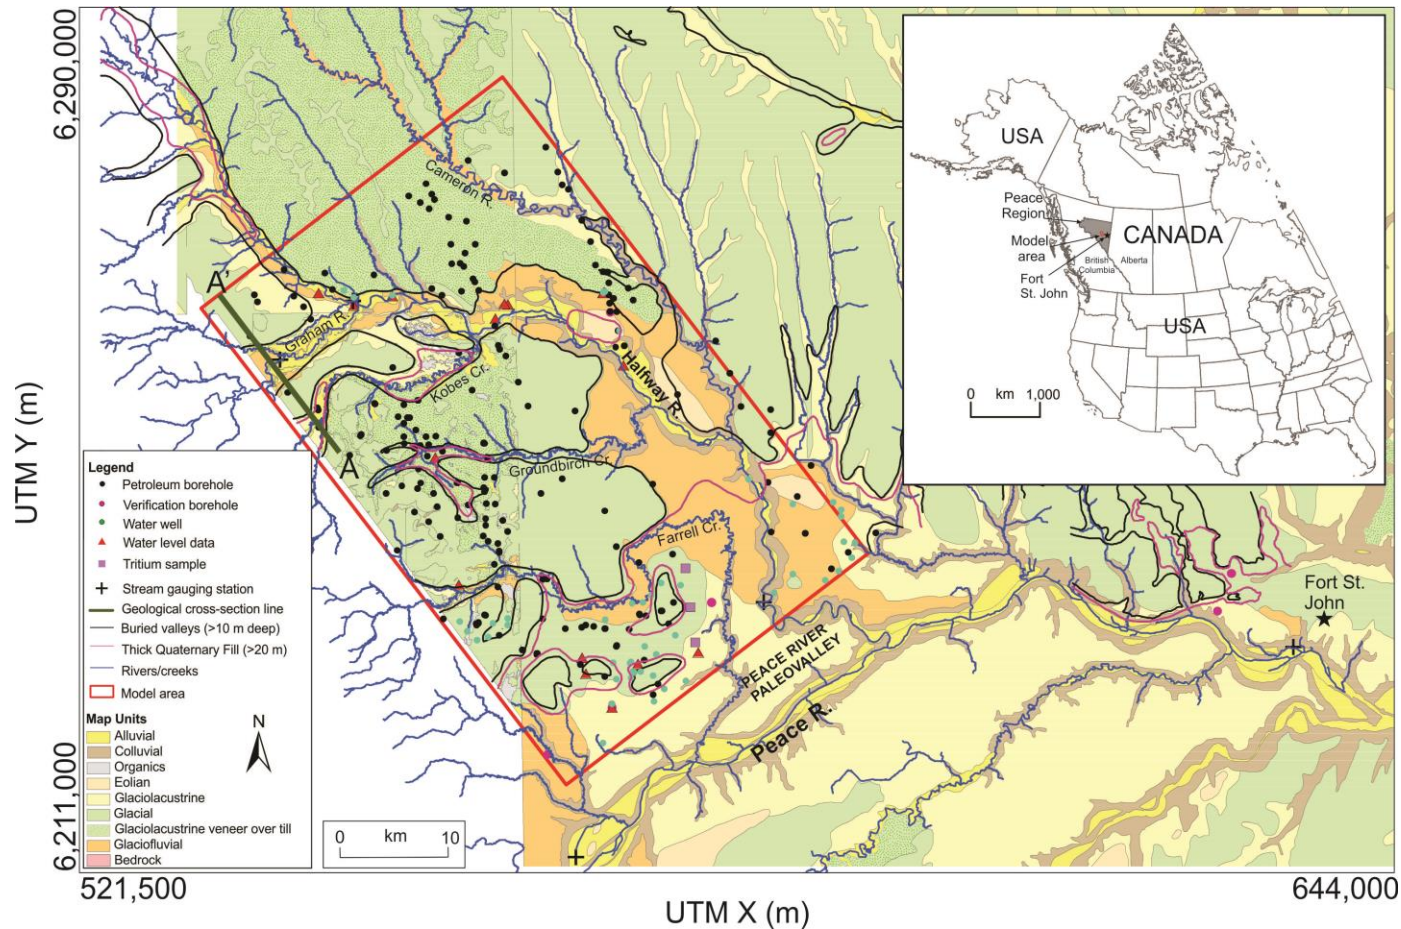 6,290,000
UTM Y (m)
6,211,000
521,500
UTM X (m)
644,000
Cameron R.
A'
Graham R.
Kobes Cr.
Halfway R.
A
Groundbirch Cr.
Farrell Cr.
PEACE RIVER
PALEOVALLEY
Peace R.
Fort St.
John
USA
Peace
Region
CANADA
Model
area
British
Columbia
Alberta
Fort
St. John
USA
0 km 1,000
Legend
Petroleum borehole
Verification borehole
Water well
Water level data
Tritium sample
Stream gauging station
Geological cross-section line
Buried valleys (>10 m deep)
Thick Quaternary Fill (>20 m)
Rivers/creeks
Model area
Map Units
Alluvial
Colluvial
Organics
Eolian
Glaciolacustrine
Glacial
Glaciolacustrine veneer over till
Glaciofluvial
Bedrock
N
0 km 10